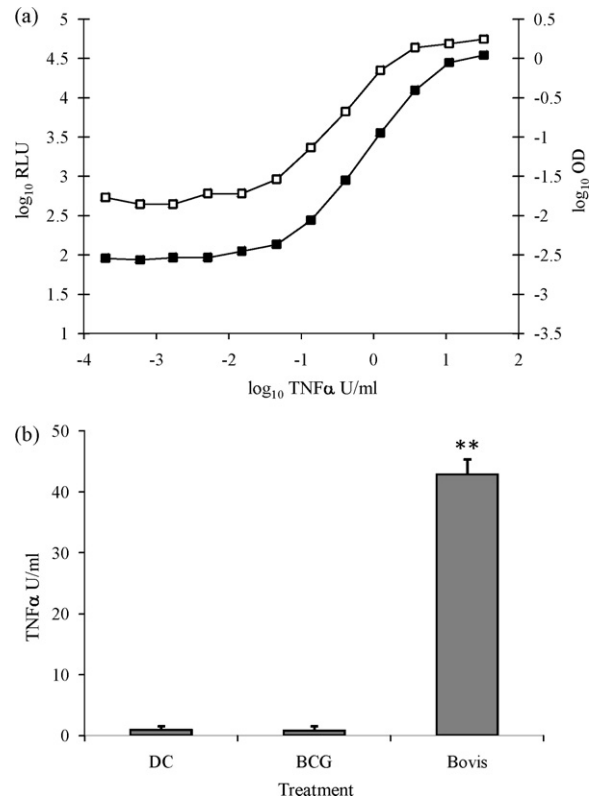 (a)
5
4.5
4
3.5
3
2.5
2
1.5
1
log10 RLU
0.5
0
-0.5
-1
-1.5
-2
-2.5
-3
-3.5
log10 OD
-4 -3 -2 -1 0 1 2
log10 TNFα U/ml
(b)
50
40
30
20
10
0
TNFα U/ml
**
DC BCG Bovis
Treatment